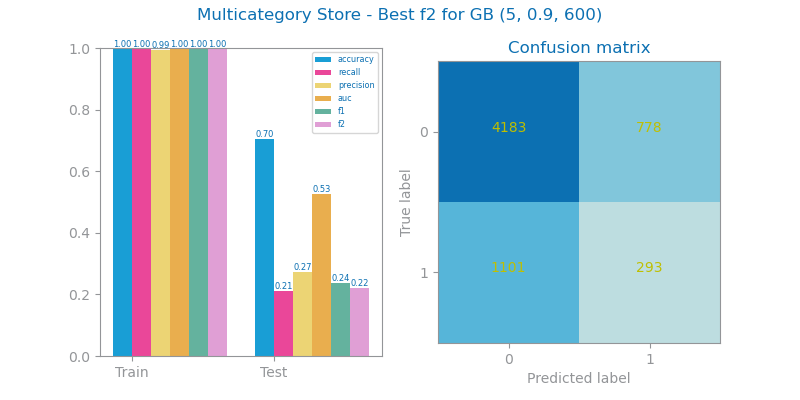 Multicategory Store - Best f2 for GB (5, 0.9, 600)
1.0
0.8
0.6
0.4
0.2
0.0
1.00 1.00 0.99 1.00 1.00 1.00
0.70
0.21
0.27
0.53
0.24
0.22
accuracy
recall
precision
auc
f1
f2
Train
Test
Confusion matrix
True label
0
1
4183
778
1101
293
0
1
Predicted label